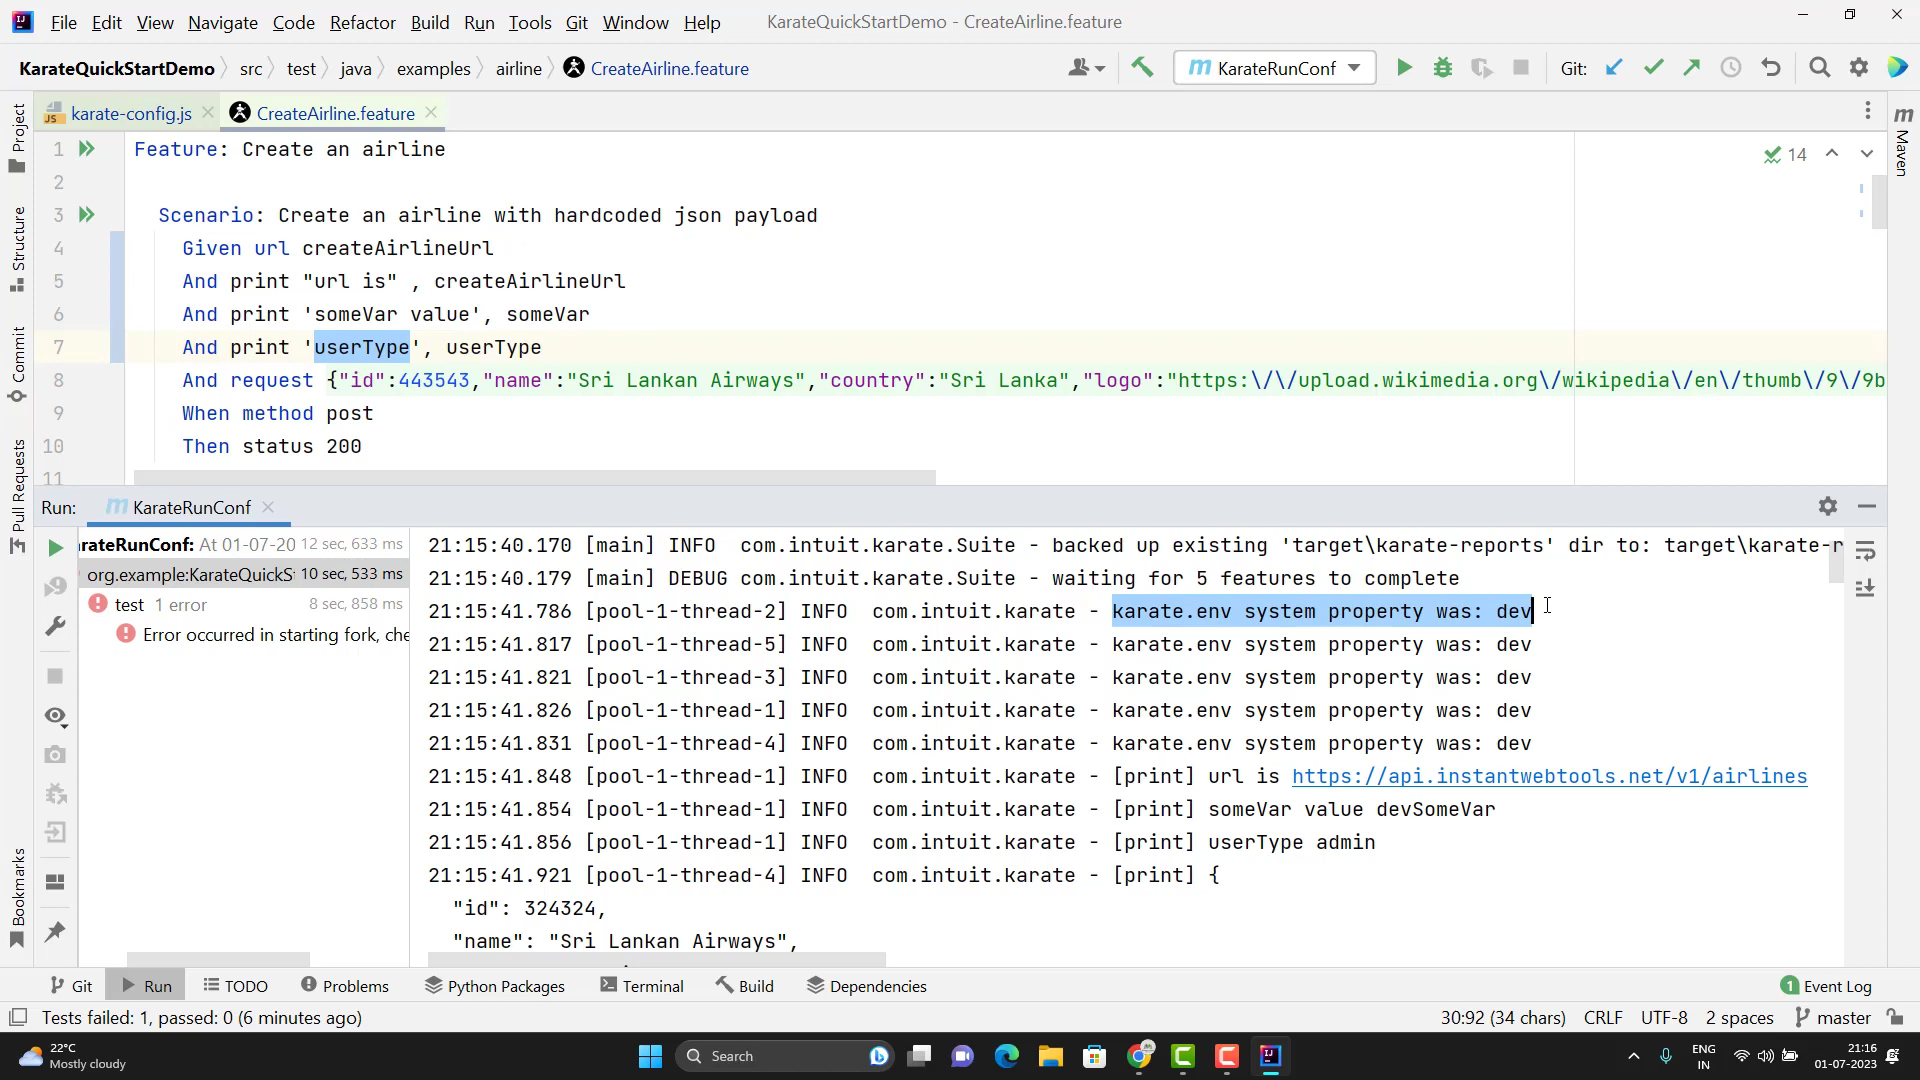 File Edit View Navigate Code Refactor Build Run Tools Git Window Help KarateQuickStartDemo - CreateAirline.feature
KarateQuickStartDemo src test java examples airline CreateAirline.feature KarateRunConf Git:
karate-config.js CreateAirline.feature
1 Feature: Create an airline
14
2
3 Scenario: Create an airline with hardcoded json payload
4 Given url createAirlineUrl
5 And print "url is" , createAirlineUrl
6 And print 'someVar value', someVar
7 And print 'userType', userType
8 And request {"id":443543,"name":"Sri Lankan Airways","country":"Sri Lanka","logo":"https:\/\/upload.wikimedia.org\/wikipedia\/en\/thumb\/9\/9b
9 When method post
10 Then status 200
11
Project
Structure
Commit
Pull Requests
Bookmarks
Maven
Run: KarateRunConf
KarateRunConf: At 01-07-20 12 sec, 633 ms
org.example:KarateQuickSt 10 sec, 533 ms
test 1 error 8 sec, 858 ms
Error occurred in starting fork, che
21:15:40.170 [main] INFO com.intuit.karate.Suite - backed up existing 'target\karate-reports' dir to: target\karate-r
21:15:40.179 [main] DEBUG com.intuit.karate.Suite - waiting for 5 features to complete
21:15:41.786 [pool-1-thread-2] INFO com.intuit.karate - karate.env system property was: dev
21:15:41.817 [pool-1-thread-5] INFO com.intuit.karate - karate.env system property was: dev
21:15:41.821 [pool-1-thread-3] INFO com.intuit.karate - karate.env system property was: dev
21:15:41.826 [pool-1-thread-1] INFO com.intuit.karate - karate.env system property was: dev
21:15:41.831 [pool-1-thread-4] INFO com.intuit.karate - karate.env system property was: dev
21:15:41.848 [pool-1-thread-1] INFO com.intuit.karate - [print] url is https://api.instantwebtools.net/v1/airlines
21:15:41.854 [pool-1-thread-1] INFO com.intuit.karate - [print] someVar value devSomeVar
21:15:41.856 [pool-1-thread-1] INFO com.intuit.karate - [print] userType admin
21:15:41.921 [pool-1-thread-4] INFO com.intuit.karate - [print] {
"id": 324324,
"name": "Sri Lankan Airways",
Git Run TODO Problems Python Packages Terminal Build Dependencies 1 Event Log
Tests failed: 1, passed: 0 (6 minutes ago) 30:92 (34 chars) CRLF UTF-8 2 spaces master
22°C
Mostly cloudy
Search
ENG
IN
21:16
01-07-2023